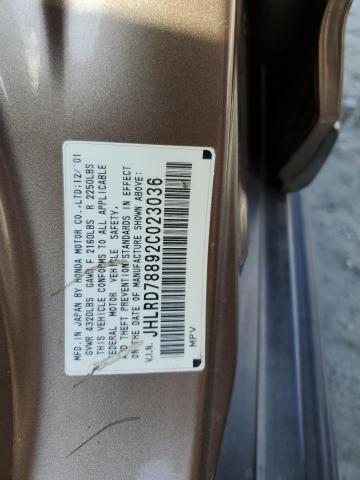 MFD. IN JAPAN BY HONDA MOTOR CO.,LTD;12/'01
GVWR 4320LBS GAWR F 2160LBS R 2250LBS
THIS VEHICLE CONFORMS TO ALL APPLICABLE
FEDERAL MOTOR VEHICLE SAFETY,
AND THEFT PREVENTION STANDARDS IN EFFECT
ON THE DATE OF MANUFACTURE SHOWN ABOVE:
V.I.N. JHLRD78892C023036
MPV